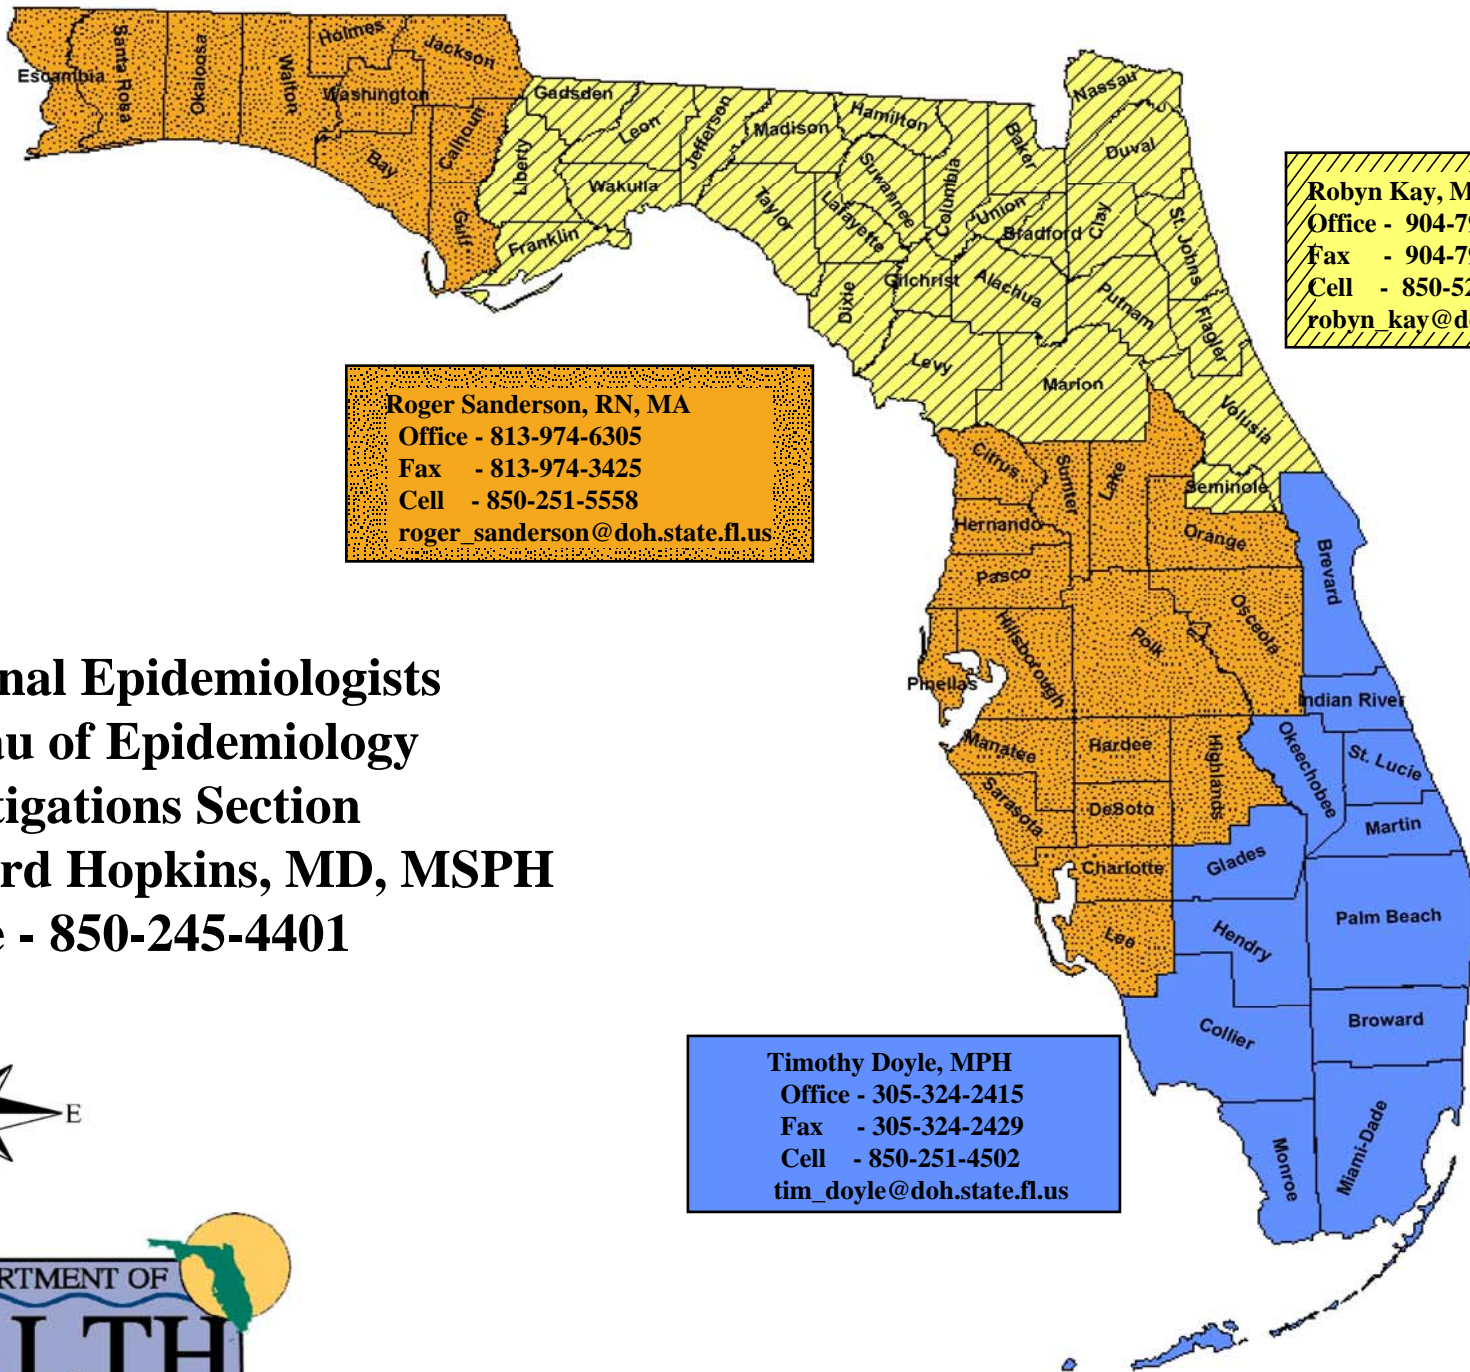 Escambia
Santa Rosa
Okaloosa
Walton
Holmes
Jackson
Washington
Bay
Calhoun
Gulf
Gadsden
Liberty
Leon
Wakulla
Franklin
Jefferson
Madison
Hamilton
Taylor
Suwannee
Lafayette
Columbia
Baker
Nassau
Duval
Union
Bradford
Clay
St. Johns
Dixie
Gilchrist
Alachua
Putnam
Flagler
Levy
Marion
Volusia
Seminole
Robyn Kay, M
Office - 904-79
Fax - 904-79
Cell - 850-52
robyn_kay@d
Roger Sanderson, RN, MA
Office - 813-974-6305
Fax - 813-974-3425
Cell - 850-251-5558
roger_sanderson@doh.state.fl.us
Citrus
Sumter
Lake
Hernando
Orange
Pasco
Brevard
Hillsborough
Polk
Osceola
Pinellas
Indian River
Manatee
Hardee
Highlands
Okeechobee
St. Lucie
Sarasota
DeSoto
Martin
Charlotte
Glades
Lee
Hendry
Palm Beach
Collier
Broward
Monroe
Miami-Dade
nal Epidemiologists
au of Epidemiology
tigations Section
rd Hopkins, MD, MSPH
e - 850-245-4401
Timothy Doyle, MPH
Office - 305-324-2415
Fax - 305-324-2429
Cell - 850-251-4502
tim_doyle@doh.state.fl.us
E
RTMENT OF
LTH